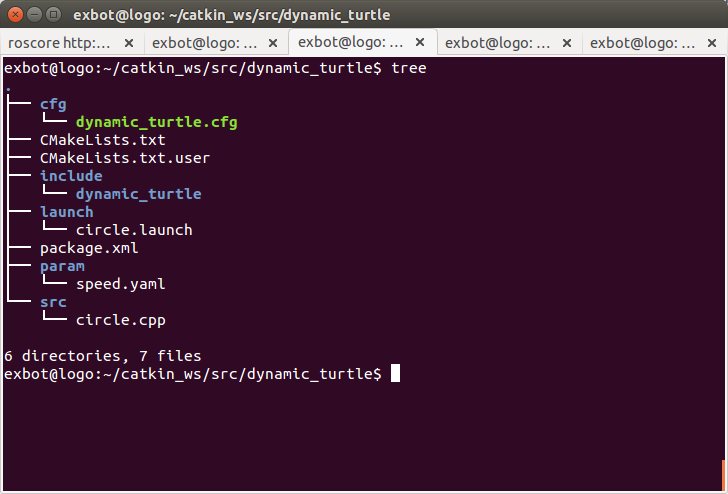 exbot@logo: ~/catkin_ws/src/dynamic_turtle
roscore http:... × exbot@logo: ... × exbot@logo: ... × exbot@logo: ... × exbot@logo: ... ×
exbot@logo:~/catkin_ws/src/dynamic_turtle$ tree
.
├── cfg
│   └── dynamic_turtle.cfg
├── CMakeLists.txt
├── CMakeLists.txt.user
├── include
│   └── dynamic_turtle
├── launch
│   └── circle.launch
├── package.xml
├── param
│   └── speed.yaml
└── src
    └── circle.cpp
6 directories, 7 files
exbot@logo:~/catkin_ws/src/dynamic_turtle$